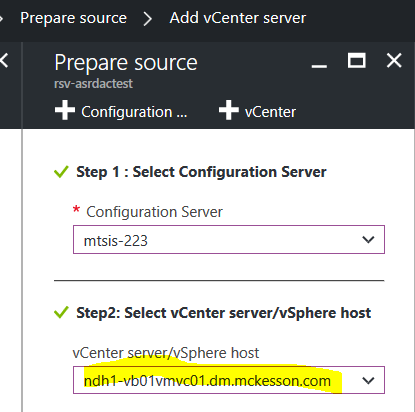 Prepare source > Add vCenter server
Prepare source
rsv-asrdactest
Configuration ... vCenter
Step 1 : Select Configuration Server
* Configuration Server
mtsis-223
Step2: Select vCenter server/vSphere host
vCenter server/vSphere host
ndh1-vb01vmvc01.dm.mckesson.com